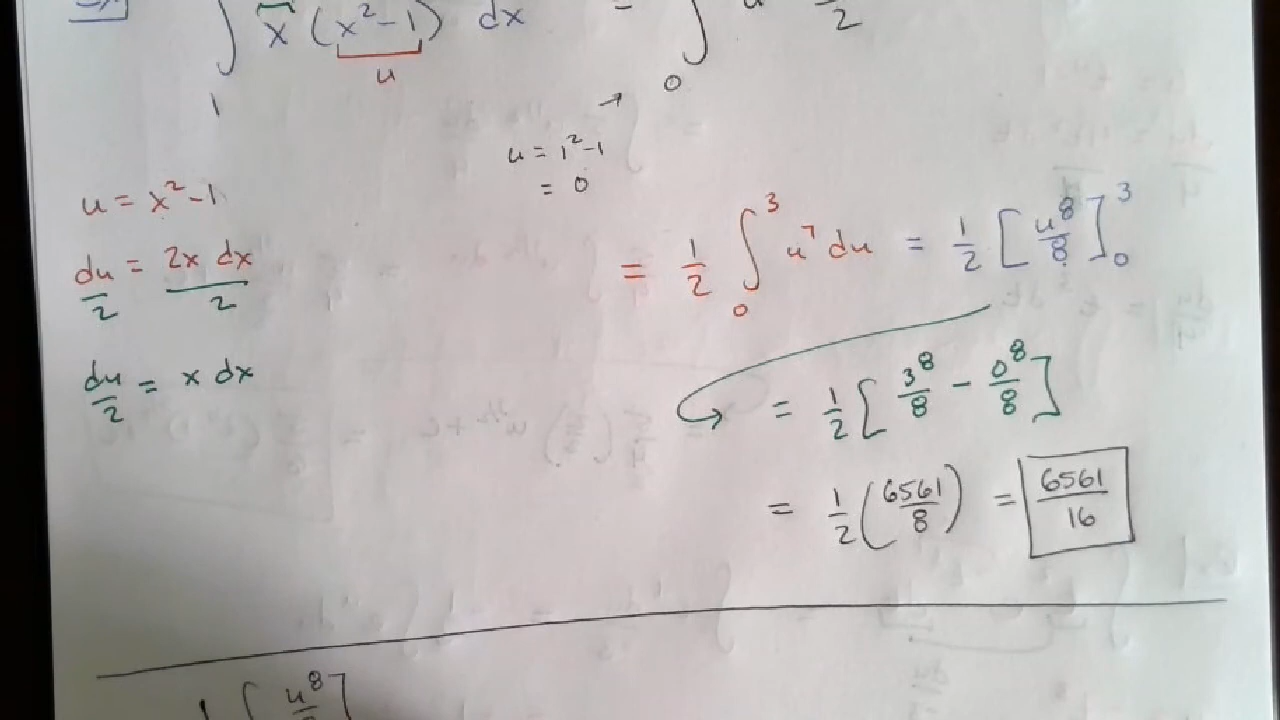 ∫₁ x (x² − 1) dx = ∫₀ u /2
u
u = 1² − 1
= 0
→
u = x² − 1
du/2 = 2x dx/2
du/2 = x dx
= 1/2 ∫₀³ u⁷ du = 1/2 [u⁸/8]₀³
= 1/2 [3⁸/8 − 0⁸/8]
= 1/2 (6561/8) = 6561/16
[u⁸